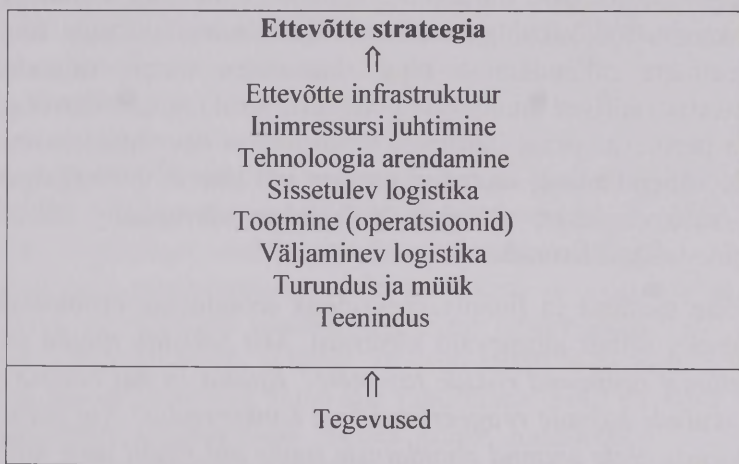 Ettevõtte strateegia
⇑
Ettevõtte infrastruktuur
Inimressursi juhtimine
Tehnoloogia arendamine
Sissetulev logistika
Tootmine (operatsioonid)
Väljaminev logistika
Turundus ja müük
Teenindus
⇑
Tegevused